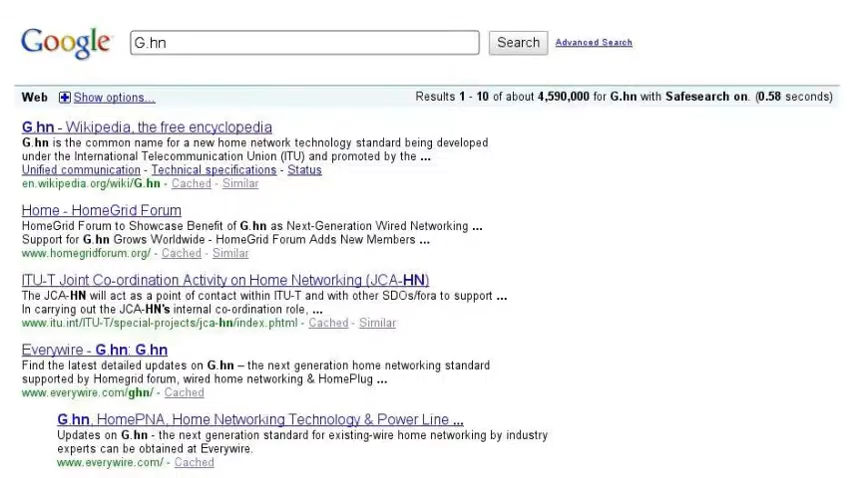 Google G.hn Search Advanced Search
Web Show options... Results 1 - 10 of about 4,590,000 for G.hn with Safesearch on. (0.58 seconds)
G.hn - Wikipedia, the free encyclopedia
G.hn is the common name for a new home network technology standard being developed
under the International Telecommunication Union (ITU) and promoted by the ...
Unified communication - Technical specifications - Status
en.wikipedia.org/wiki/G.hn - Cached - Similar
Home - HomeGrid Forum
HomeGrid Forum to Showcase Benefit of G.hn as Next-Generation Wired Networking ...
Support for G.hn Grows Worldwide - HomeGrid Forum Adds New Members ...
www.homegridforum.org/ - Cached - Similar
ITU-T Joint Co-ordination Activity on Home Networking (JCA-HN)
The JCA-HN will act as a point of contact within ITU-T and with other SDOs/fora to support ...
In carrying out the JCA-HN's internal co-ordination role, ...
www.itu.int/ITU-T/special-projects/jca-hn/index.phtml - Cached - Similar
Everywire - G.hn: G.hn
Find the latest detailed updates on G.hn – the next generation home networking standard
supported by Homegrid forum, wired home networking & HomePlug ...
www.everywire.com/ghn/ - Cached
G.hn, HomePNA, Home Networking Technology & Power Line ...
Updates on G.hn - the next generation standard for existing-wire home networking by industry
experts can be obtained at Everywire.
www.everywire.com/ - Cached